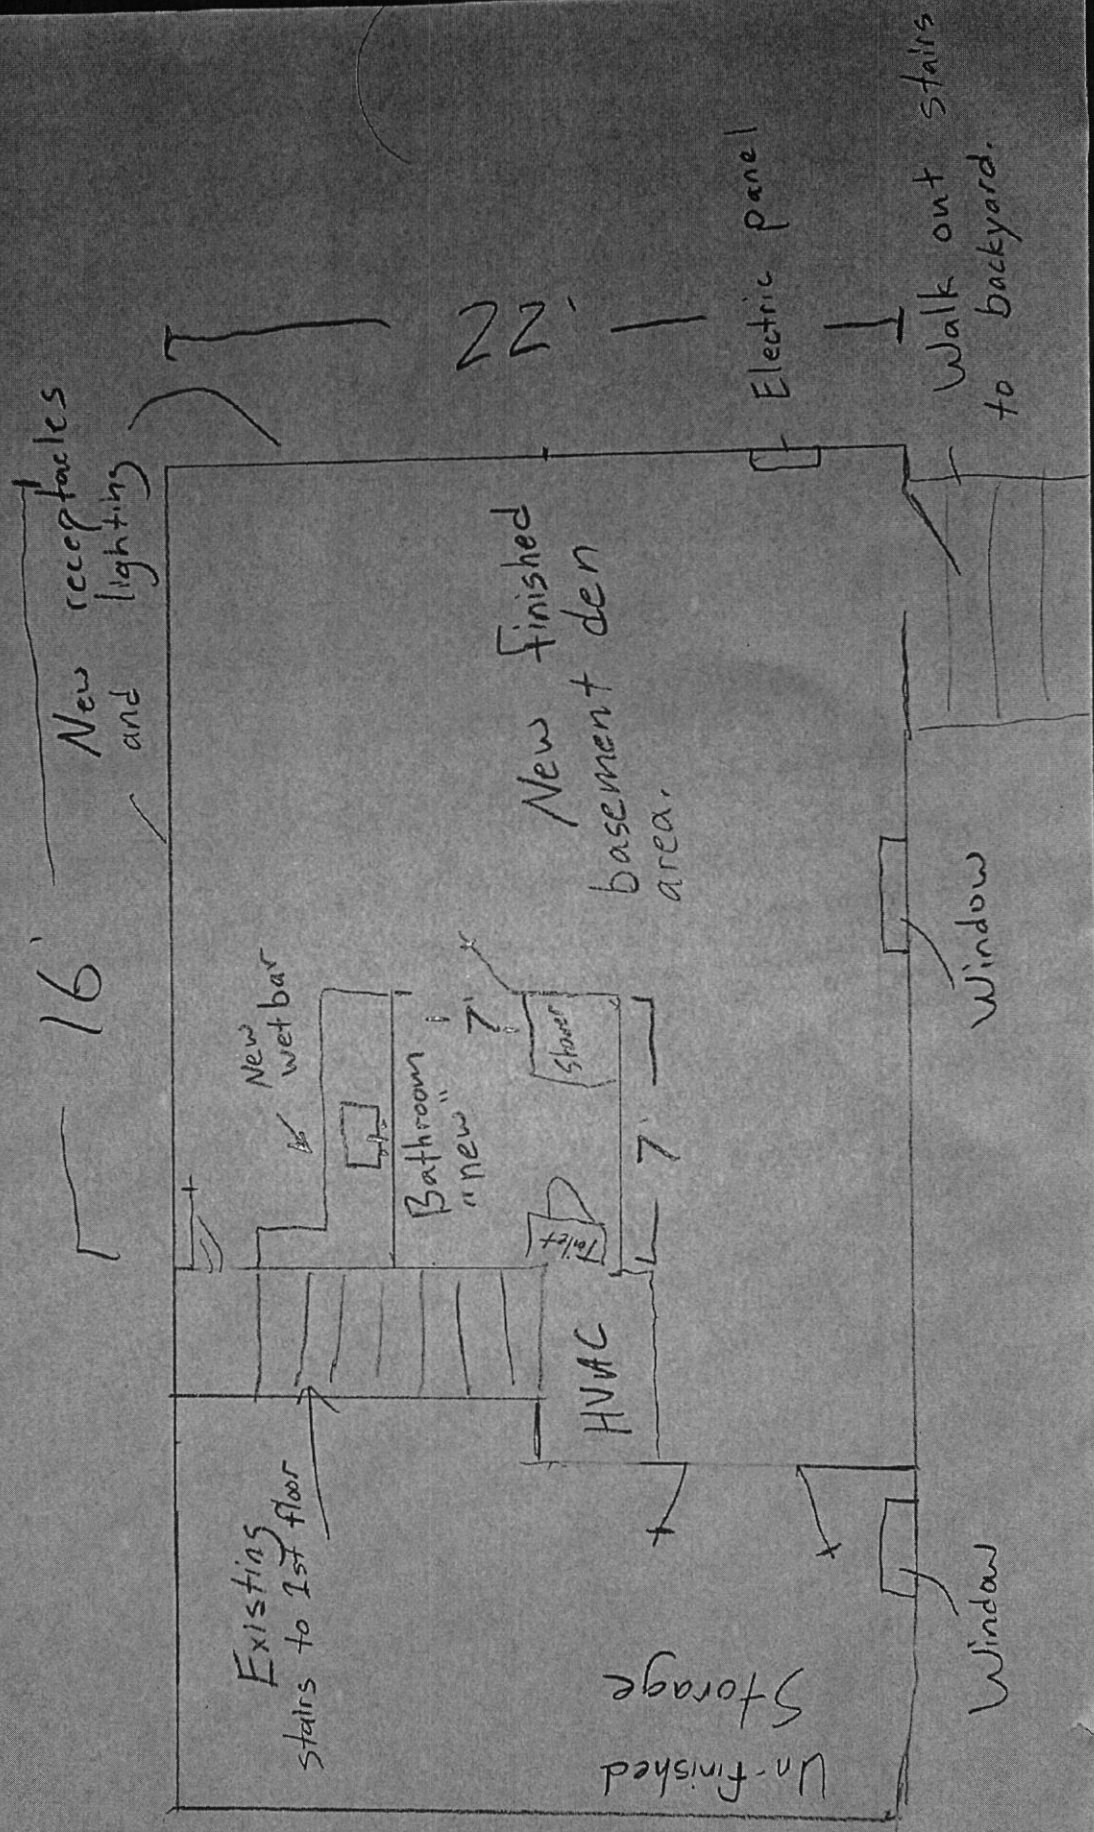 16'
New receptacles
and lighting
22'
Electric panel
Walk out stairs
to backyard.
New
wet bar
New finished
basement den
area.
Bathroom
"new"
7'
Shower
Toilet
7'
HVAC
Window
Existing
stairs to 1st floor
Un-finished
Storage
Window